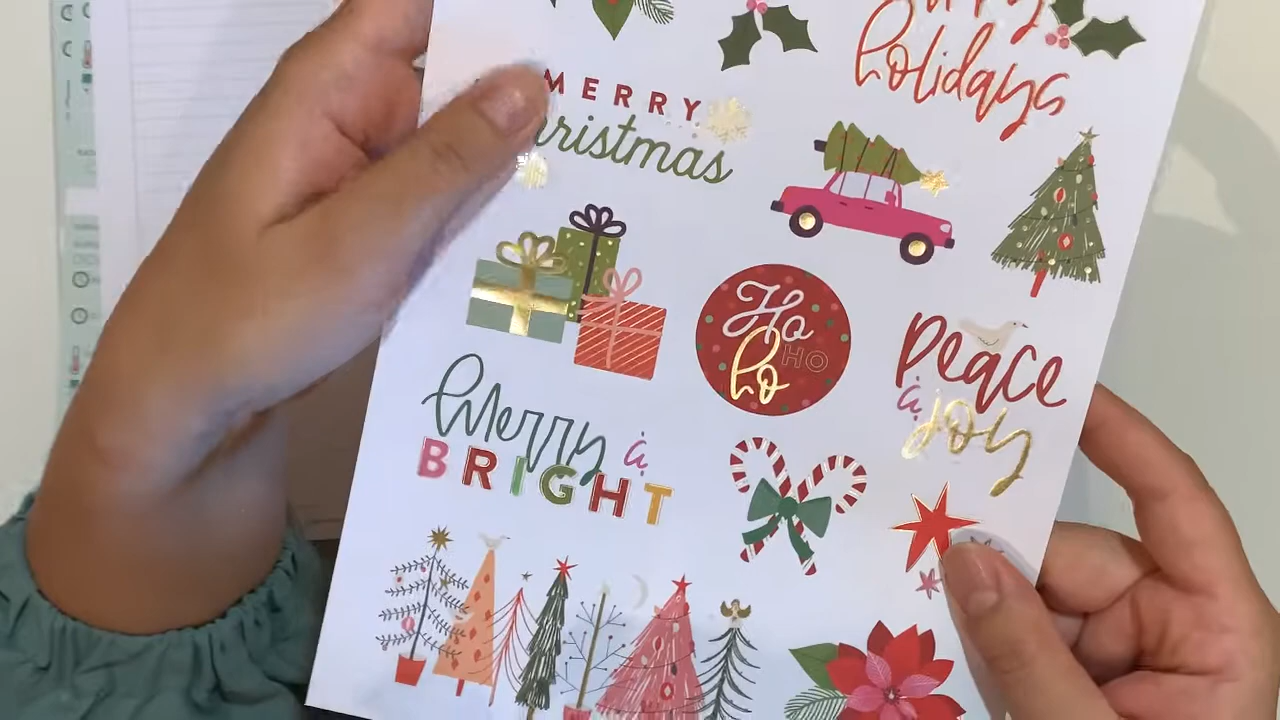 holidays
MERRY
christmas
Ho
ho
HO
Peace
& joy
Merry &
BRIGHT